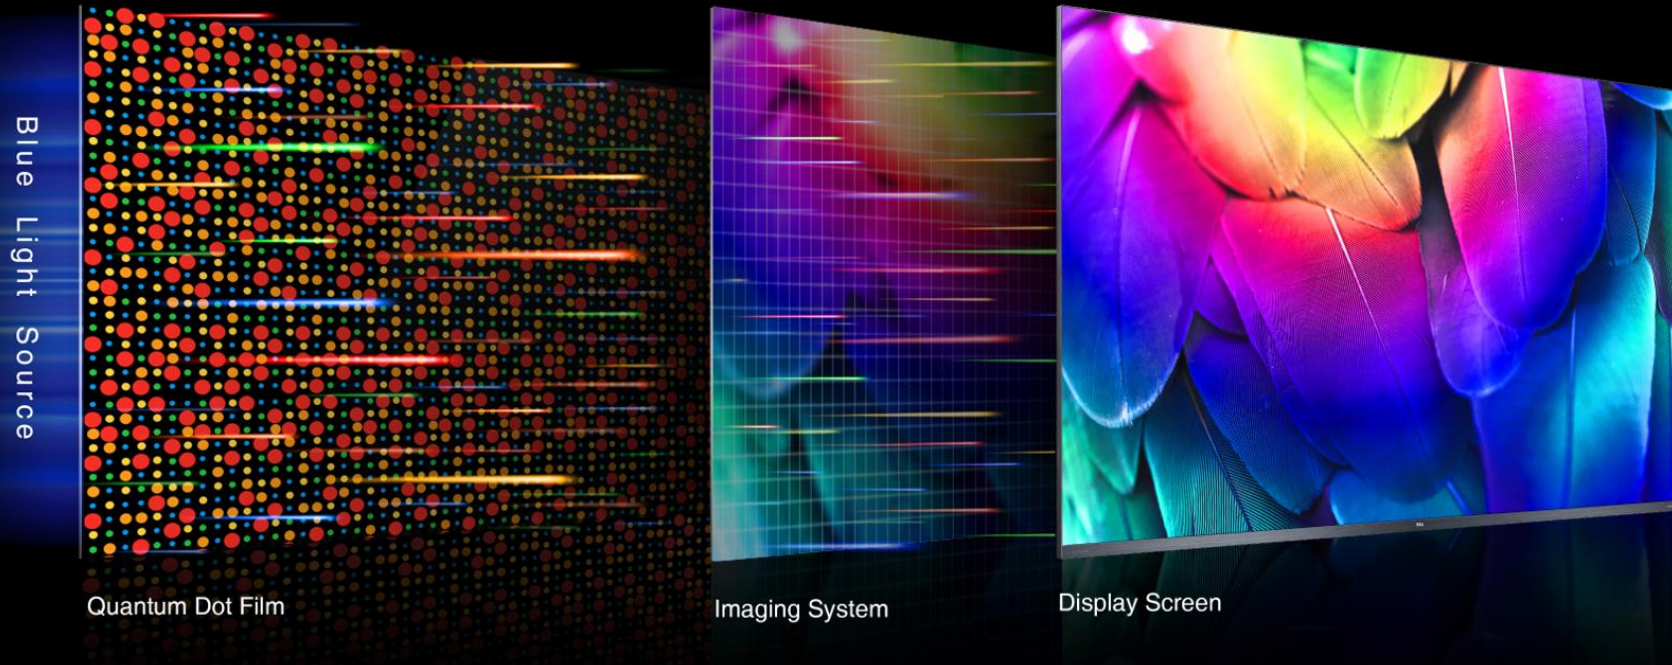 Blue Light Source
Quantum Dot Film
Imaging System
Display Screen